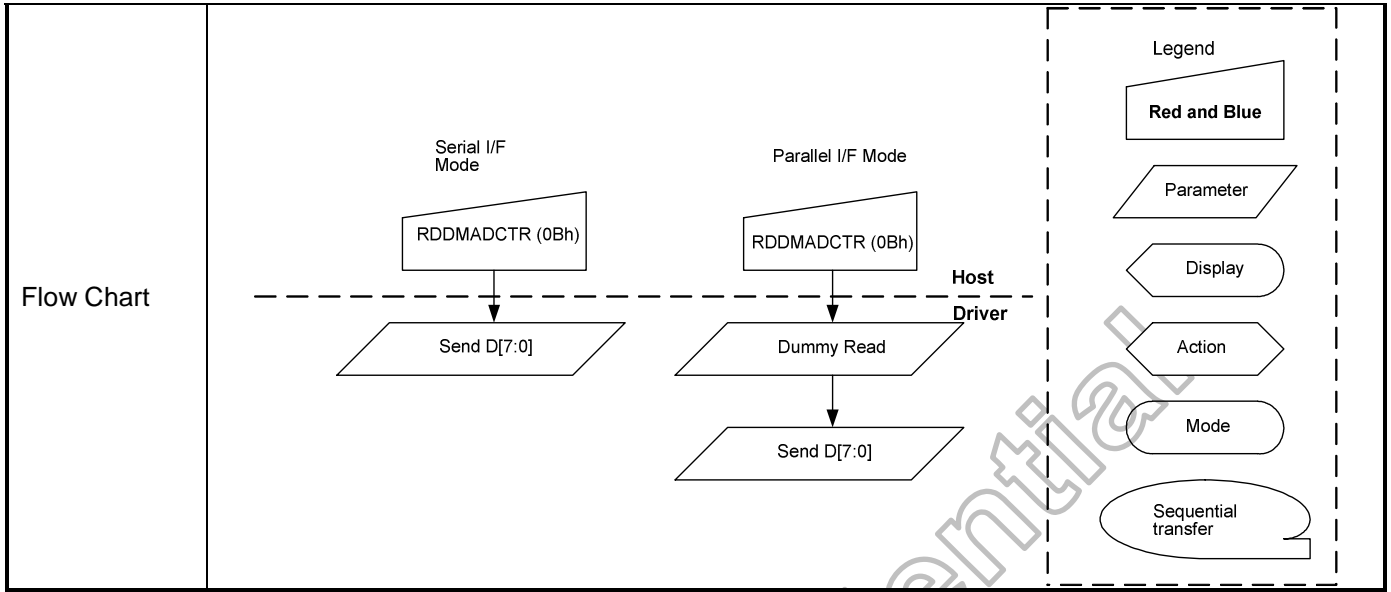 Flow Chart
Serial I/F
Mode
RDDMADCTR (0Bh)
Send D[7:0]
Parallel I/F Mode
RDDMADCTR (0Bh)
Host
Driver
Dummy Read
Send D[7:0]
Legend
Red and Blue
Parameter
Display
Action
Mode
Sequential
transfer
ential